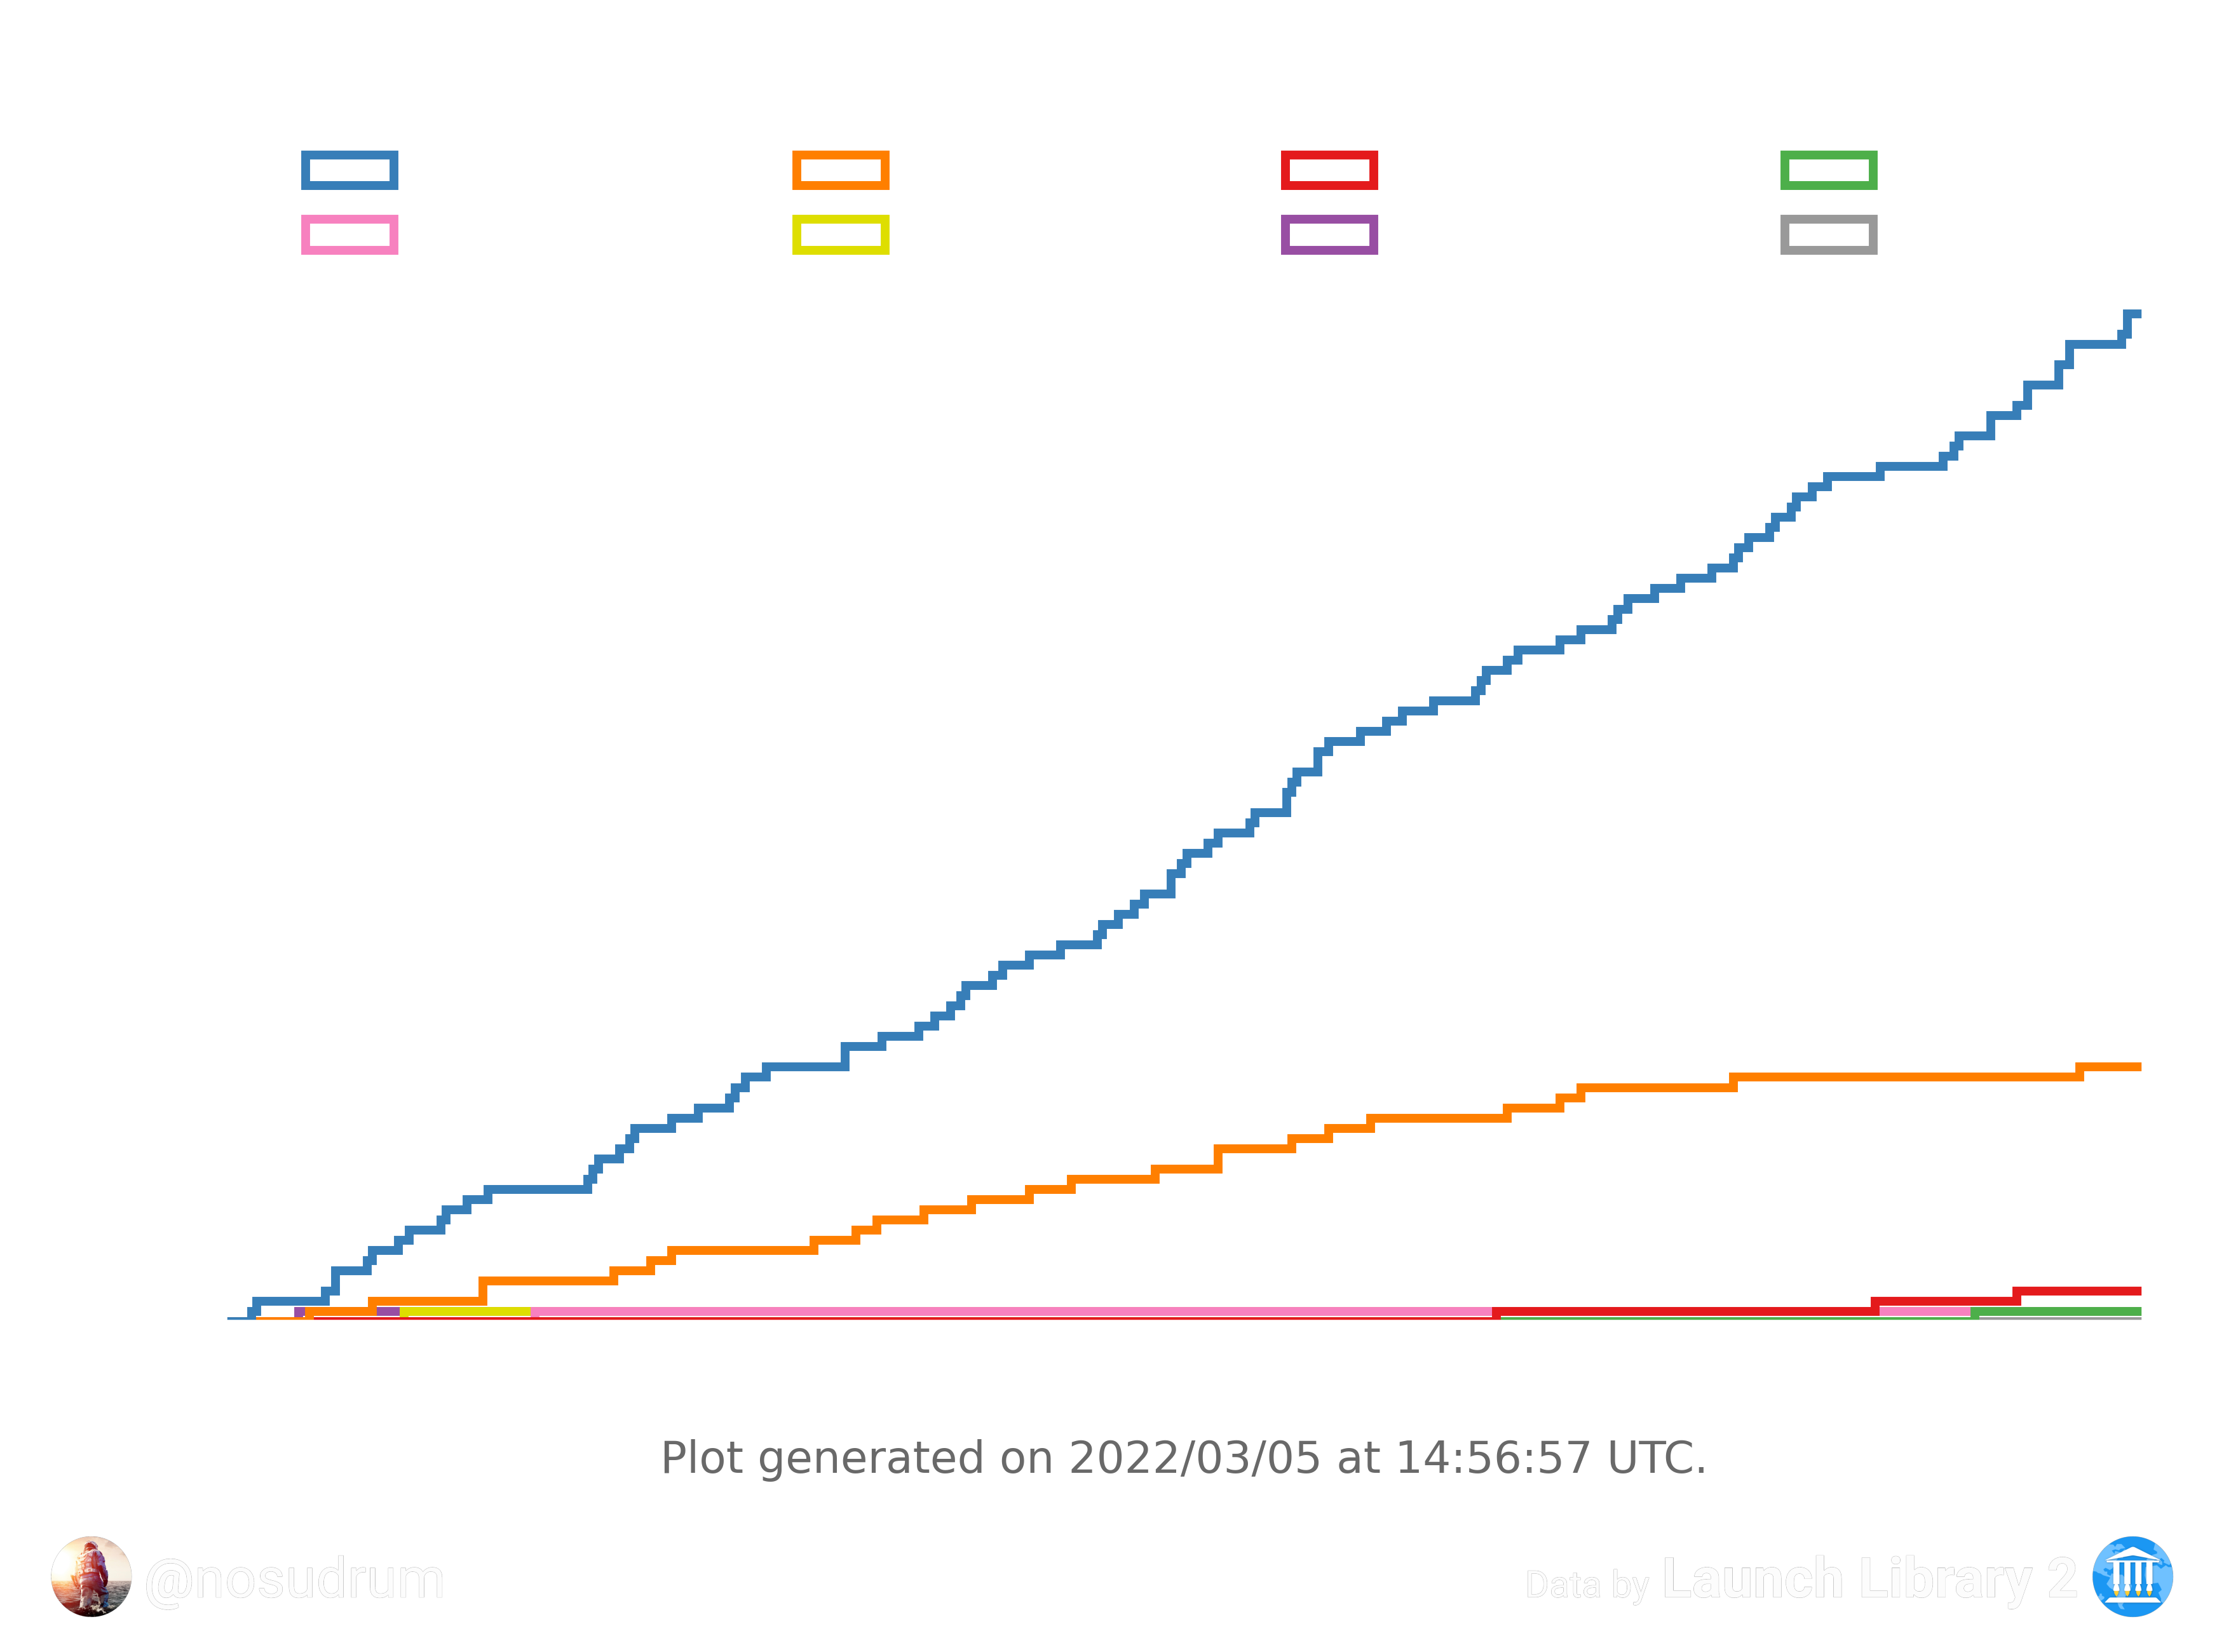 Plot generated on 2022/03/05 at 14:56:57 UTC.
@nosudrum
Data by Launch Library 2